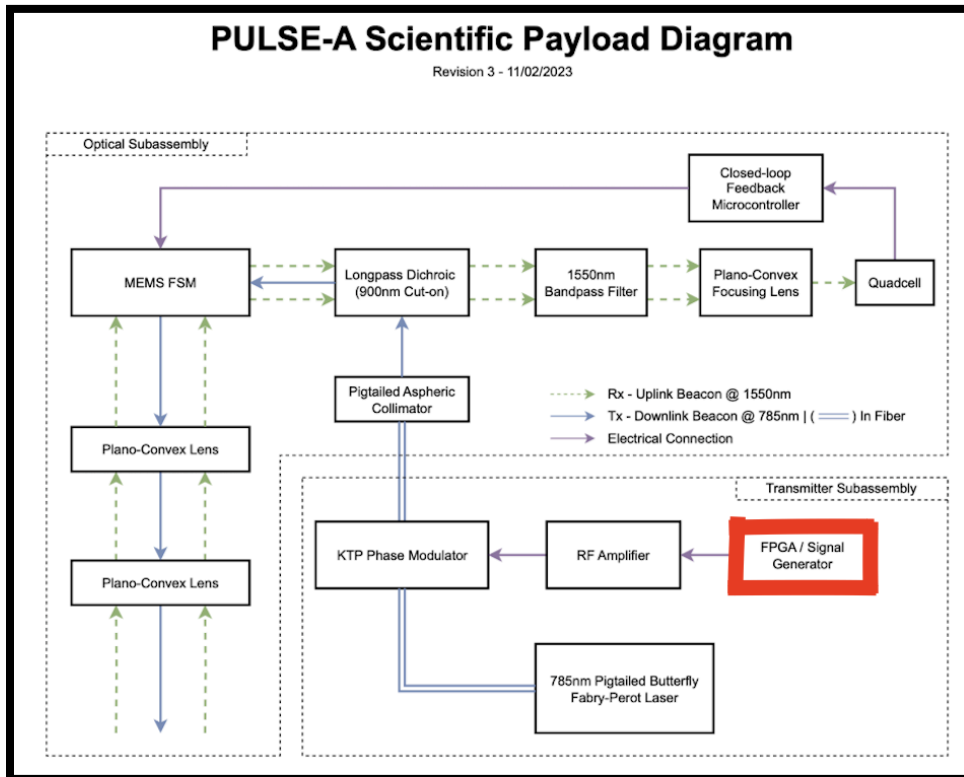 PULSE-A Scientific Payload Diagram
Revision 3 - 11/02/2023
Optical Subassembly
Closed-loop
Feedback
Microcontroller
MEMS FSM
Longpass Dichroic
(900nm Cut-on)
1550nm
Bandpass Filter
Plano-Convex
Focusing Lens
Quadcell
Pigtailed Aspheric
Collimator
Rx - Uplink Beacon @ 1550nm
Tx - Downlink Beacon @ 785nm | ( ) In Fiber
Electrical Connection
Plano-Convex Lens
Transmitter Subassembly
KTP Phase Modulator
RF Amplifier
FPGA / Signal
Generator
Plano-Convex Lens
785nm Pigtailed Butterfly
Fabry-Perot Laser